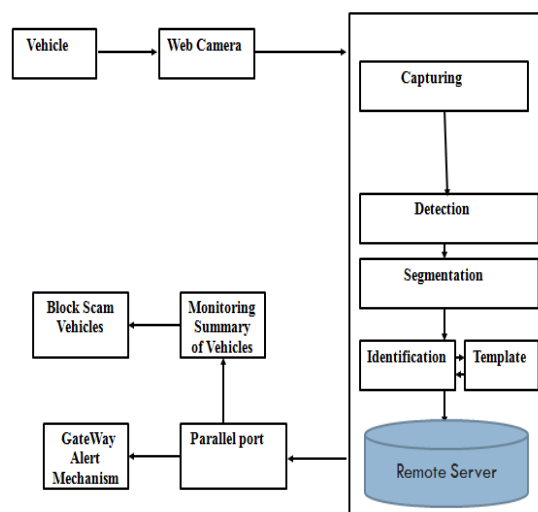 Vehicle
Web Camera
Capturing
Detection
Segmentation
Identification
Template
Remote Server
Block Scam
Vehicles
Monitoring
Summary
of Vehicles
GateWay
Alert
Mechanism
Parallel port